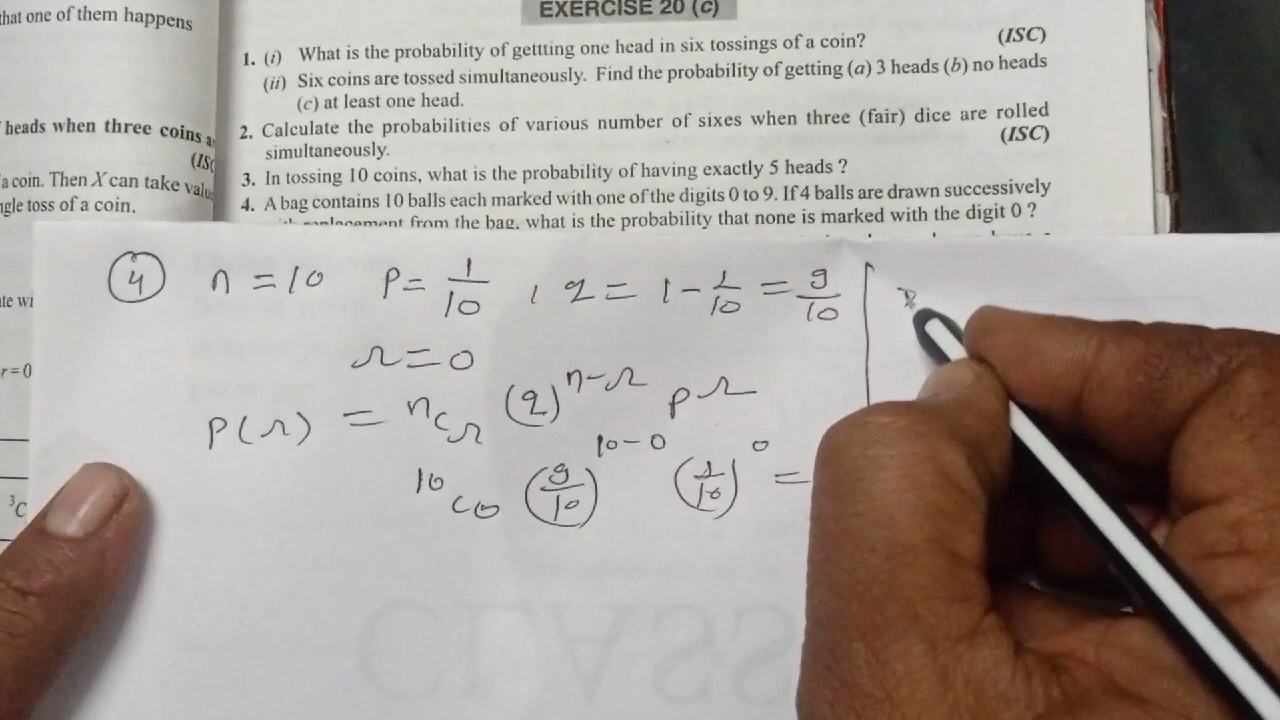 that one of them happens
EXERCISE 20 (c)
1. (i) What is the probability of gettting one head in six tossings of a coin? (ISC)
(ii) Six coins are tossed simultaneously. Find the probability of getting (a) 3 heads (b) no heads
(c) at least one head.
heads when three coins
2. Calculate the probabilities of various number of sixes when three (fair) dice are rolled
simultaneously. (ISC)
a coin. Then X can take
3. In tossing 10 coins, what is the probability of having exactly 5 heads ?
ngle toss of a coin.
4. A bag contains 10 balls each marked with one of the digits 0 to 9. If 4 balls are drawn successively
from the bag, what is the probability that none is marked with the digit 0 ?
te wi
r = 0
³C
④ n = 10 P = 1/10 , q = 1 - 1/10 = 9/10
r = 0
P(r) = ⁿCᵣ (q)ⁿ⁻ʳ pʳ
¹⁰C₀ (9/10)¹⁰⁻⁰ (1/10)⁰ =
CLASS